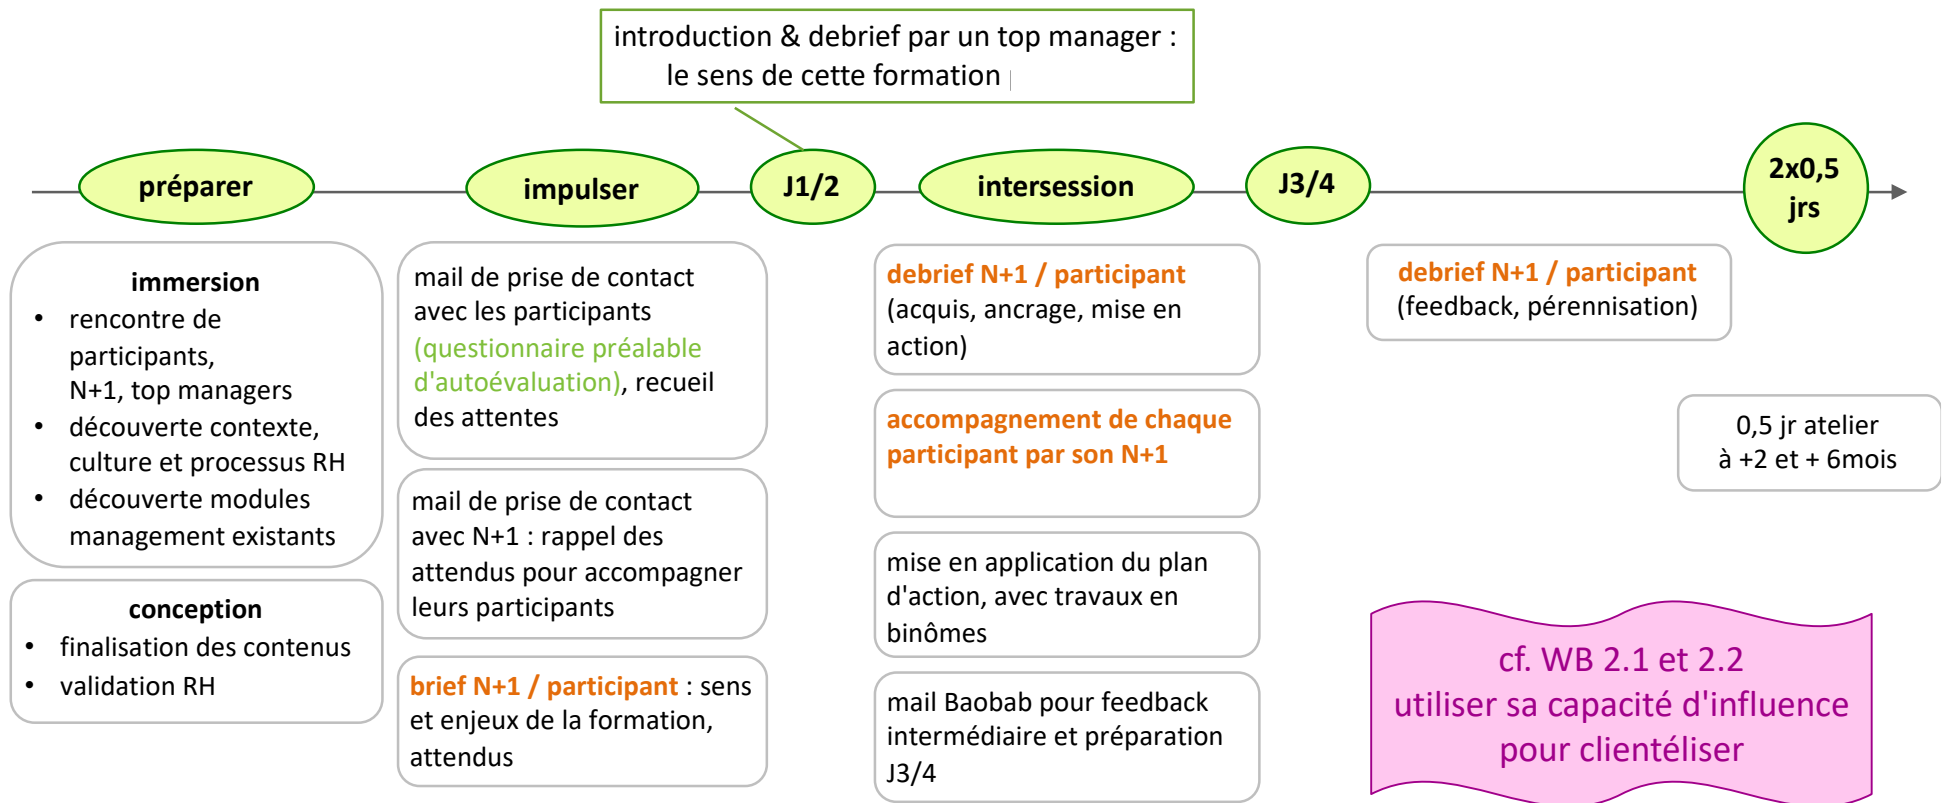 introduction & debrief par un top manager :
le sens de cette formation
préparer
impulser
J1/2
intersession
J3/4
2x0,5
jrs
immersion
• rencontre de
participants,
N+1, top managers
• découverte contexte,
culture et processus RH
• découverte modules
management existants
conception
• finalisation des contenus
• validation RH
mail de prise de contact
avec les participants
(questionnaire préalable
d'autoévaluation), recueil
des attentes
mail de prise de contact
avec N+1 : rappel des
attendus pour accompagner
leurs participants
brief N+1 / participant : sens
et enjeux de la formation,
attendus
debrief N+1 / participant
(acquis, ancrage, mise en
action)
accompagnement de chaque
participant par son N+1
mise en application du plan
d'action, avec travaux en
binômes
mail Baobab pour feedback
intermédiaire et préparation
J3/4
debrief N+1 / participant
(feedback, pérennisation)
0,5 jr atelier
à +2 et + 6mois
cf. WB 2.1 et 2.2
utiliser sa capacité d'influence
pour clientéliser